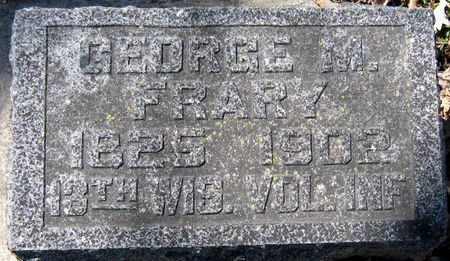 GEORGE M.
FRARY
1825 1902
13TH WIS. VOL. INF